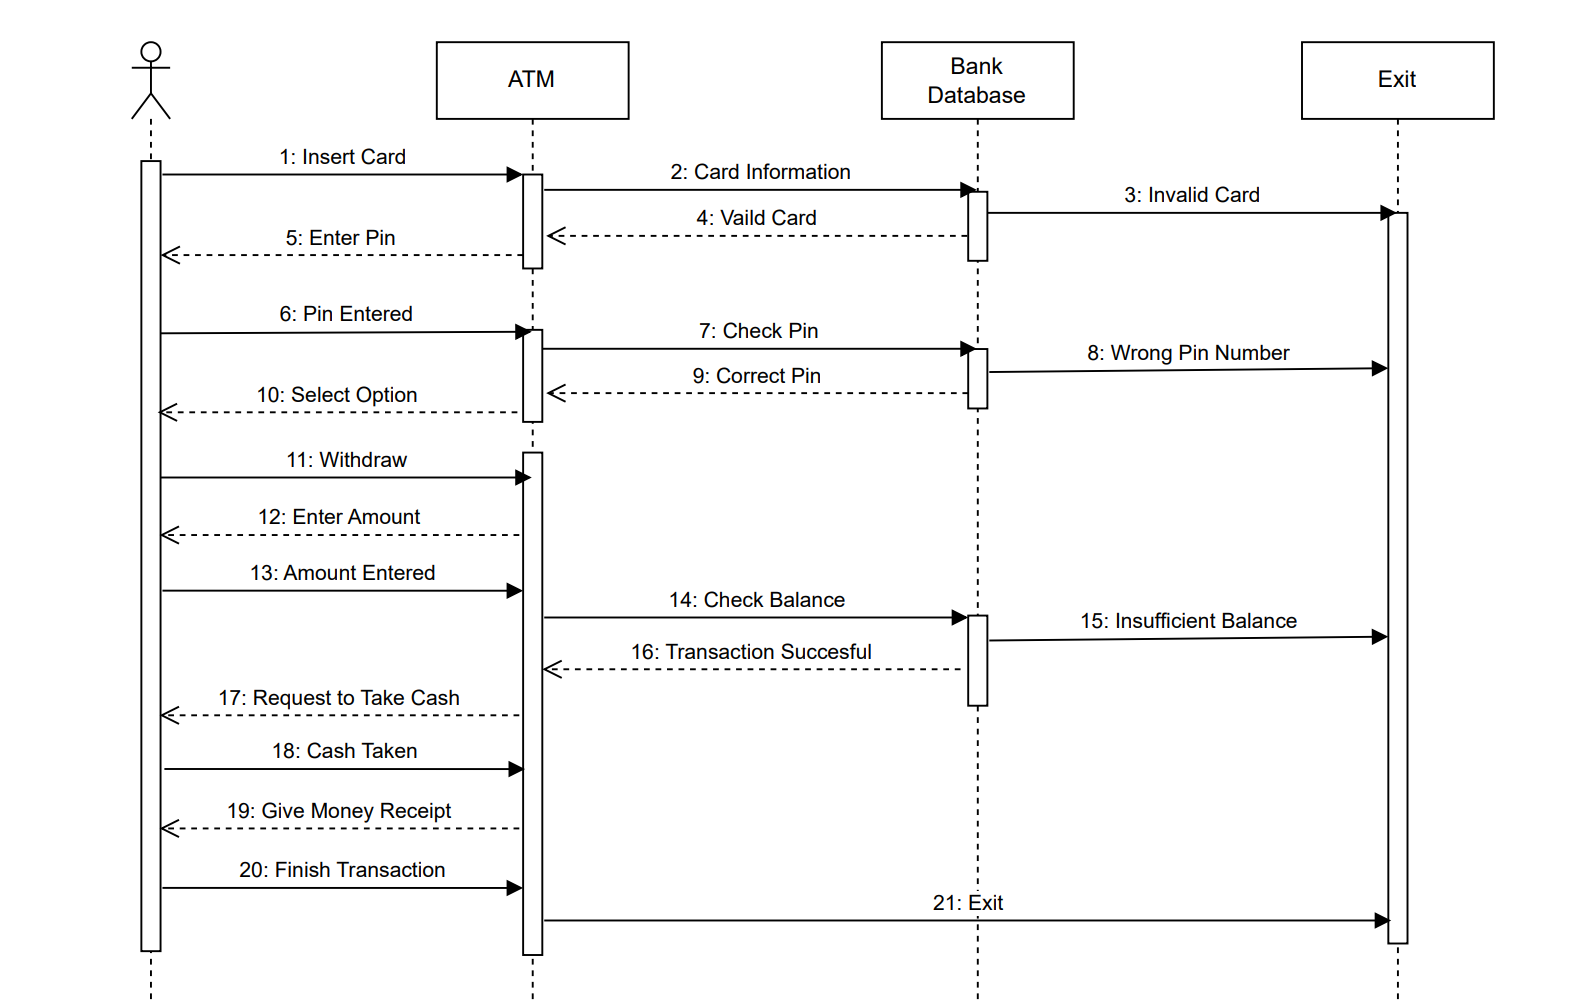 ATM
Bank
Database
Exit
1: Insert Card
2: Card Information
3: Invalid Card
4: Vaild Card
5: Enter Pin
6: Pin Entered
7: Check Pin
8: Wrong Pin Number
9: Correct Pin
10: Select Option
11: Withdraw
12: Enter Amount
13: Amount Entered
14: Check Balance
15: Insufficient Balance
16: Transaction Succesful
17: Request to Take Cash
18: Cash Taken
19: Give Money Receipt
20: Finish Transaction
21: Exit